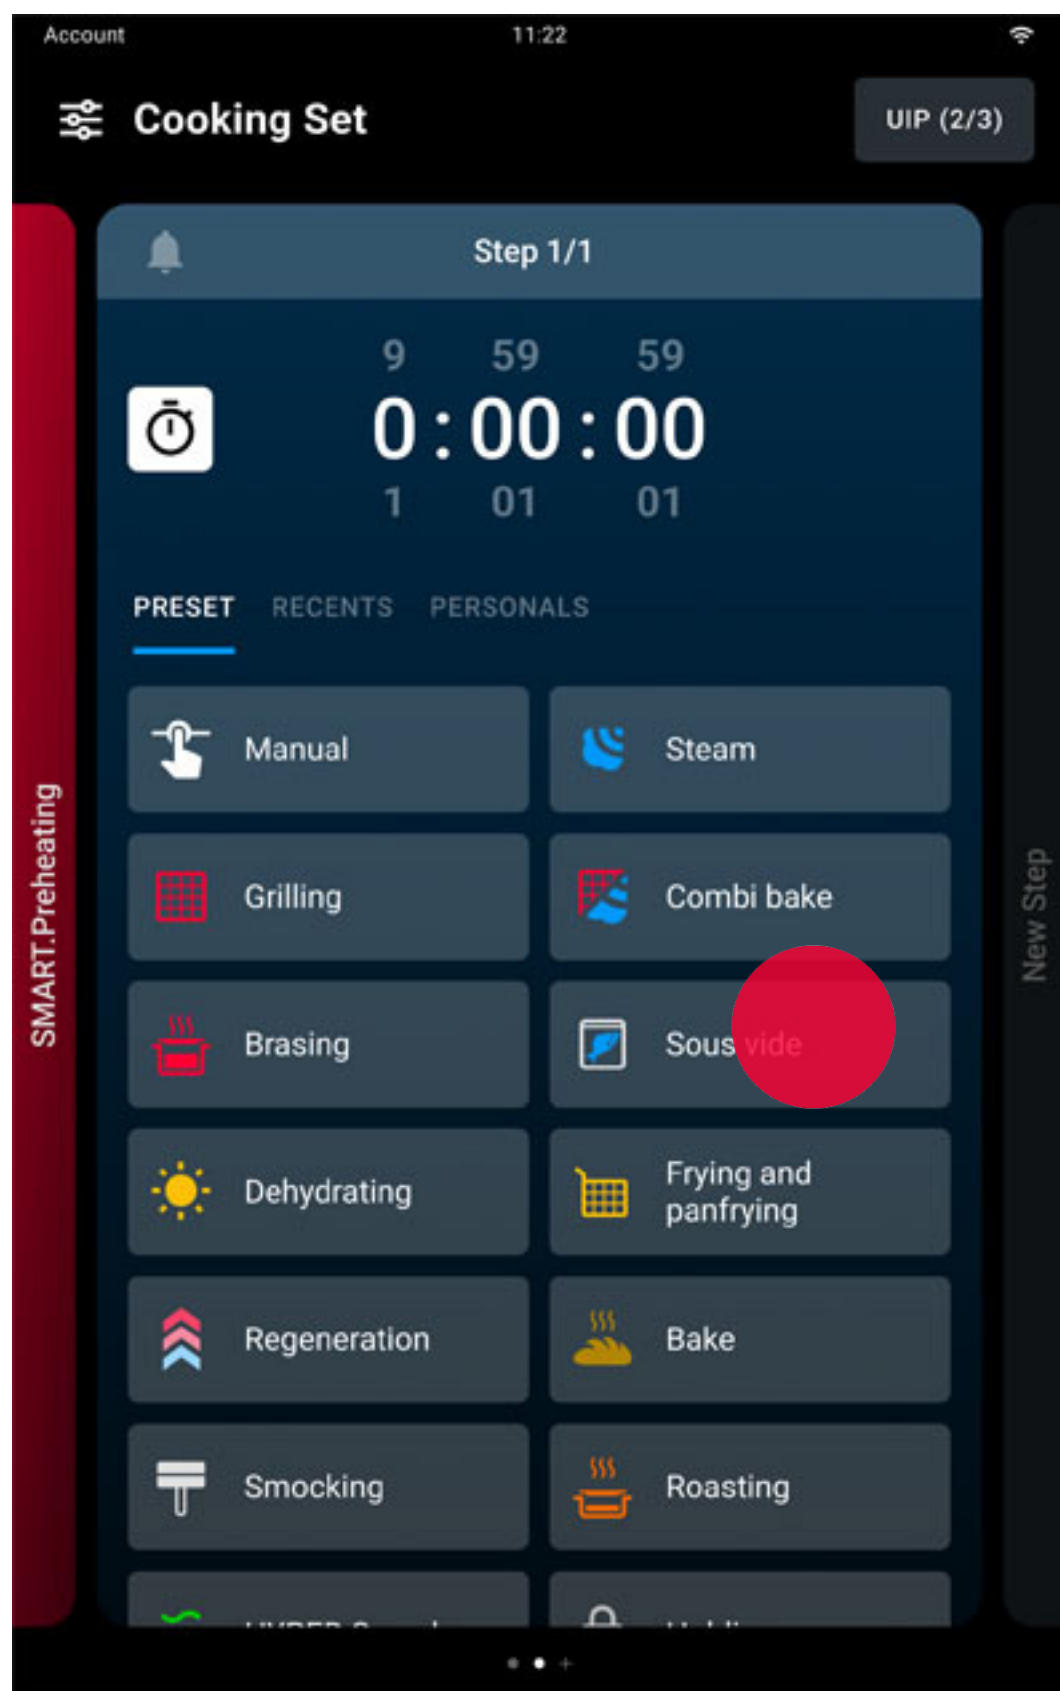 Account 11:22
Cooking Set UIP (2/3)
Step 1/1
9 59 59
0 : 00 : 00
1 01 01
PRESET RECENTS PERSONALS
Manual
Steam
Grilling
Combi bake
SMART.Preheating
New Step
Brasing
Sous vide
Dehydrating
Frying and
panfrying
Regeneration
Bake
Smocking
Roasting